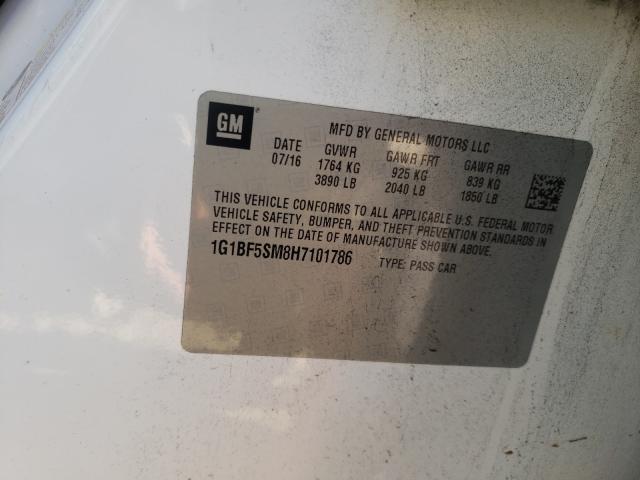 GM
MFD BY GENERAL MOTORS LLC
DATE GVWR GAWR FRT GAWR RR
07/16 1764 KG 925 KG 839 KG
3890 LB 2040 LB 1850 LB
THIS VEHICLE CONFORMS TO ALL APPLICABLE U.S. FEDERAL MOTOR
VEHICLE SAFETY, BUMPER, AND THEFT PREVENTION STANDARDS IN
EFFECT ON THE DATE OF MANUFACTURE SHOWN ABOVE.
1G1BF5SM8H7101786
TYPE: PASS CAR